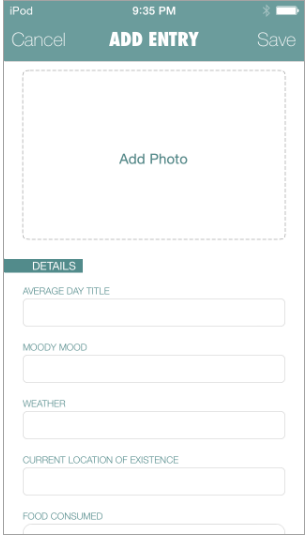 iPod 9:35 PM
Cancel ADD ENTRY Save
Add Photo
DETAILS
AVERAGE DAY TITLE
MOODY MOOD
WEATHER
CURRENT LOCATION OF EXISTENCE
FOOD CONSUMED